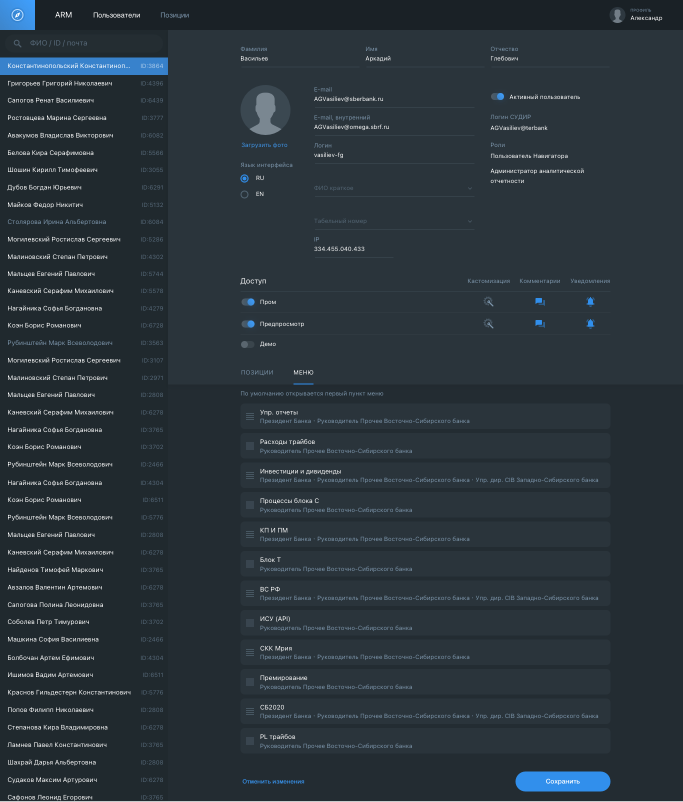 ARM Пользователи Позиции
ПРОФИЛЬ
Александр
ФИО / ID / почта
Константинопольский Константиноп... ID:3884
Григорьев Григорий Николаевич ID:4396
Сапогов Ренат Василиевич ID:6439
Ростовцева Марина Сергеевна ID:3777
Авакумов Владислав Викторович ID:6082
Белова Кира Серафимовна ID:5566
Шошин Кирилл Тимофеевич ID:3055
Дубов Богдан Юрьевич ID:6291
Майков Федор Никитич ID:5132
Столярова Ирина Альбертовна ID:6084
Могилевский Ростислав Сергеевич ID:5286
Малиновский Степан Петрович ID:4302
Мальцев Евгений Павлович ID:5744
Каневский Серафим Михаилович ID:5578
Нагайника Софья Богдановна ID:4279
Коэн Борис Романович ID:6728
Рубинштейн Марк Всеволодович ID:3563
Могилевский Ростислав Сергеевич ID:3107
Малиновский Степан Петрович ID:2971
Мальцев Евгений Павлович ID:2808
Каневский Серафим Михаилович ID:6278
Нагайника Софья Богдановна ID:3765
Коэн Борис Романович ID:3702
Рубинштейн Марк Всеволодович ID:2466
Нагайника Софья Богдановна ID:4304
Коэн Борис Романович ID:6511
Рубинштейн Марк Всеволодович ID:5776
Мальцев Евгений Павлович ID:2808
Каневский Серафим Михаилович ID:6278
Найденов Тимофей Маркович ID:3765
Авзалов Валентин Артемович ID:6278
Сапогова Полина Леонидовна ID:3765
Соболев Петр Тимурович ID:3702
Машкина София Василиевна ID:2466
Болбочан Артем Ефимович ID:4304
Ишимов Вадим Артемович ID:6511
Краснов Гильдестерн Константинович ID:5776
Попов Филипп Николаевич ID:2808
Степанова Кира Владимировна ID:6278
Ламнев Павел Константинович ID:3765
Шахрай Дарья Альбертовна ID:2808
Судаков Максим Артурович ID:6278
Сафонов Леонид Егорович ID:3765
Фамилия Имя Отчество
Васильев Аркадий Глебович
Загрузить фото
Язык интерфейса
RU
EN
E-mail
AGVasiliev@sberbank.ru
E-mail, внутренний
AGVasiliev@omega.sbrf.ru
Логин
vasiliev-fg
ФИО краткое
Табельный номер
IP
334.455.040.433
Активный пользователь
Логин СУДИР
AGVasiliev@terbank
Роли
Пользователь Навигатора
Администратор аналитической
отчетности
Доступ Кастомизация Комментарии Уведомления
Пром
Предпросмотр
Демо
ПОЗИЦИИ МЕНЮ
По умолчанию открывается первый пункт меню
Упр. отчеты
Президент Банка · Руководитель Прочее Восточно-Сибирского банка
Расходы трайбов
Руководитель Прочее Восточно-Сибирского банка
Инвестиции и дивиденды
Президент Банка · Руководитель Прочее Восточно-Сибирского банка · Упр. дир. CIB Западно-Сибирского банка
Процессы блока С
Руководитель Прочее Восточно-Сибирского банка
КП И ПМ
Президент Банка · Руководитель Прочее Восточно-Сибирского банка
Блок Т
Руководитель Прочее Восточно-Сибирского банка
ВС РФ
Президент Банка · Руководитель Прочее Восточно-Сибирского банка · Упр. дир. CIB Западно-Сибирского банка
ИСУ (API)
Руководитель Прочее Восточно-Сибирского банка
СКК Мрия
Президент Банка · Руководитель Прочее Восточно-Сибирского банка
Премирование
Руководитель Прочее Восточно-Сибирского банка
СБ2020
Президент Банка · Руководитель Прочее Восточно-Сибирского банка · Упр. дир. CIB Западно-Сибирского банка
PL трайбов
Руководитель Прочее Восточно-Сибирского банка
Отменить изменения Сохранить